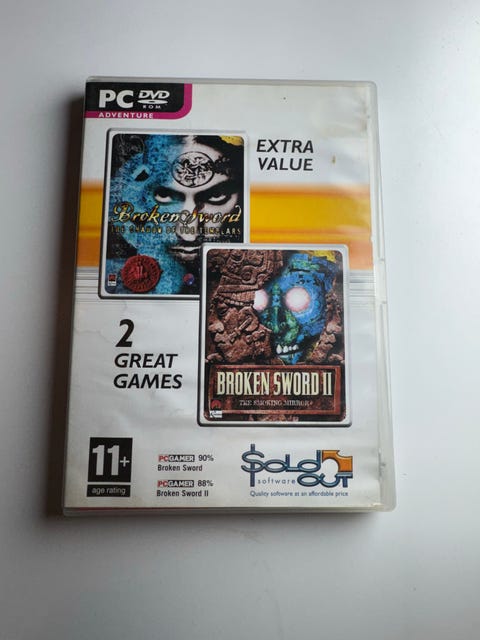 PC DVD
ROM
ADVENTURE
EXTRA
VALUE
Broken Sword
THE SHADOW OF THE TEMPLARS
2
GREAT
GAMES
BROKEN SWORD II
THE SMOKING MIRROR
11+
age rating
PCGAMER 90%
Broken Sword
PCGAMER 88%
Broken Sword II
SOLD OUT
software
Quality software at an affordable price